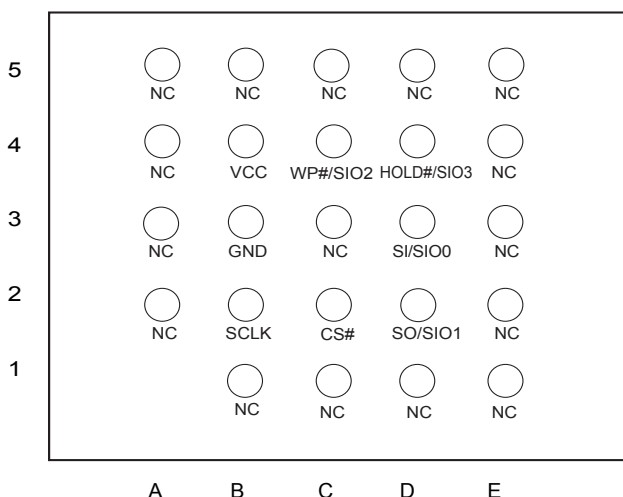 5
NC NC NC NC NC
4
NC VCC WP#/SIO2 HOLD#/SIO3 NC
3
NC GND NC SI/SIO0 NC
2
NC SCLK CS# SO/SIO1 NC
1
NC NC NC NC
A B C D E